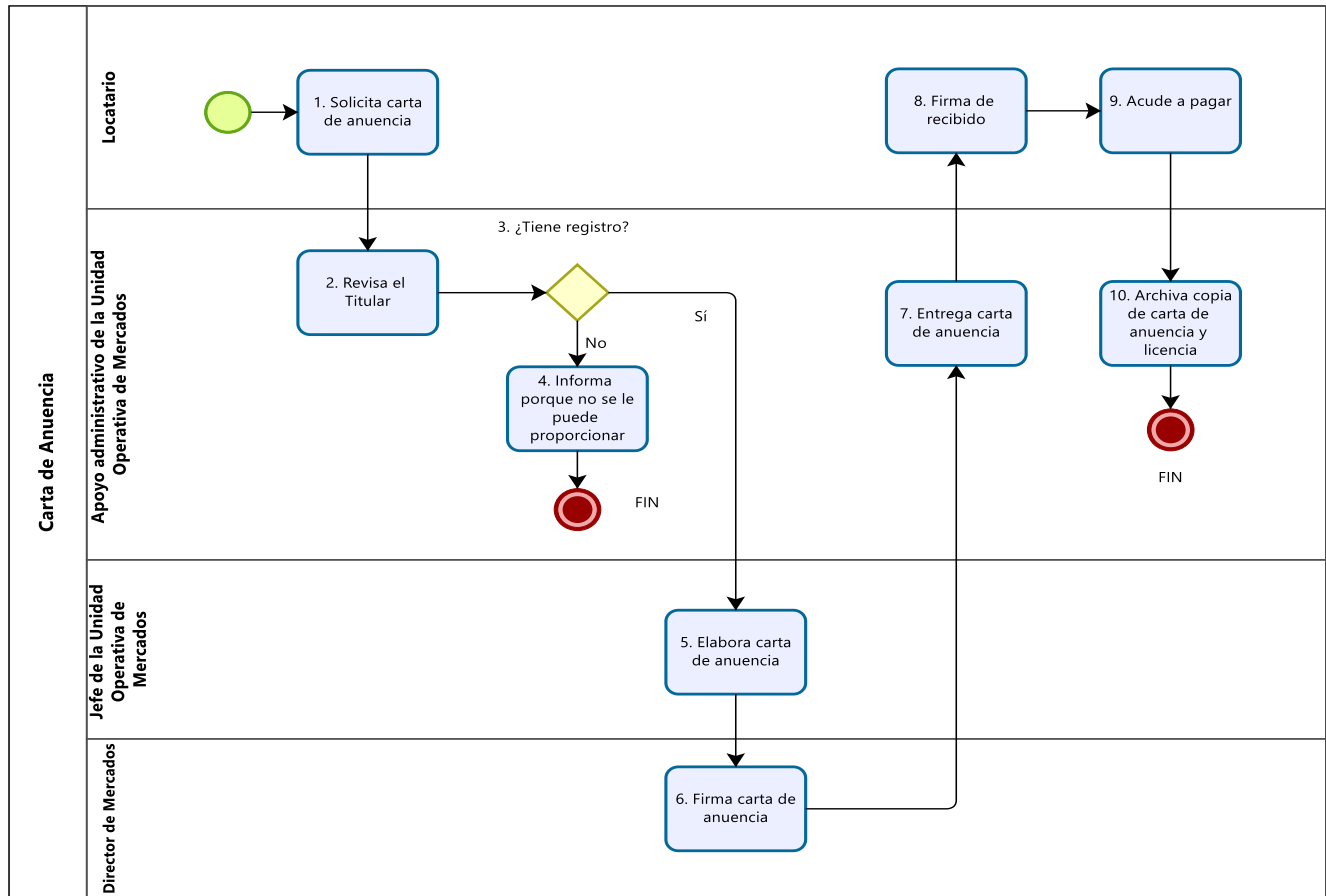 Carta de Anuencia
Locatario
1. Solicita carta
de anuencia
8. Firma de
recibido
9. Acude a pagar
Apoyo administrativo de la Unidad
Operativa de Mercados
2. Revisa el
Titular
3. ¿Tiene registro?
Sí
No
4. Informa
porque no se le
puede
proporcionar
FIN
7. Entrega carta
de anuencia
10. Archiva copia
de carta de
anuencia y
licencia
FIN
Jefe de la Unidad
Operativa de
Mercados
5. Elabora carta
de anuencia
Director de Mercados
6. Firma carta de
anuencia